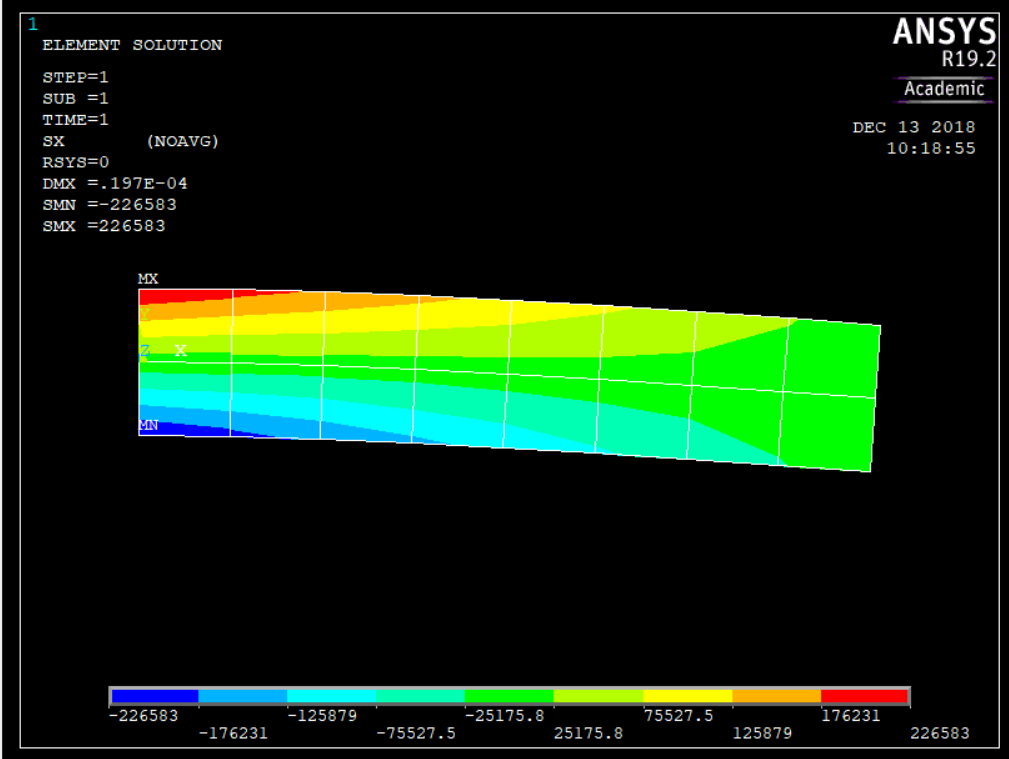 1
ELEMENT SOLUTION
STEP=1
SUB =1
TIME=1
SX (NOAVG)
RSYS=0
DMX =.197E-04
SMN =-226583
SMX =226583
ANSYS
R19.2
Academic
DEC 13 2018
10:18:55
MX
Y
Z X
MN
-226583 -125879 -25175.8 75527.5 176231
-176231 -75527.5 25175.8 125879 226583